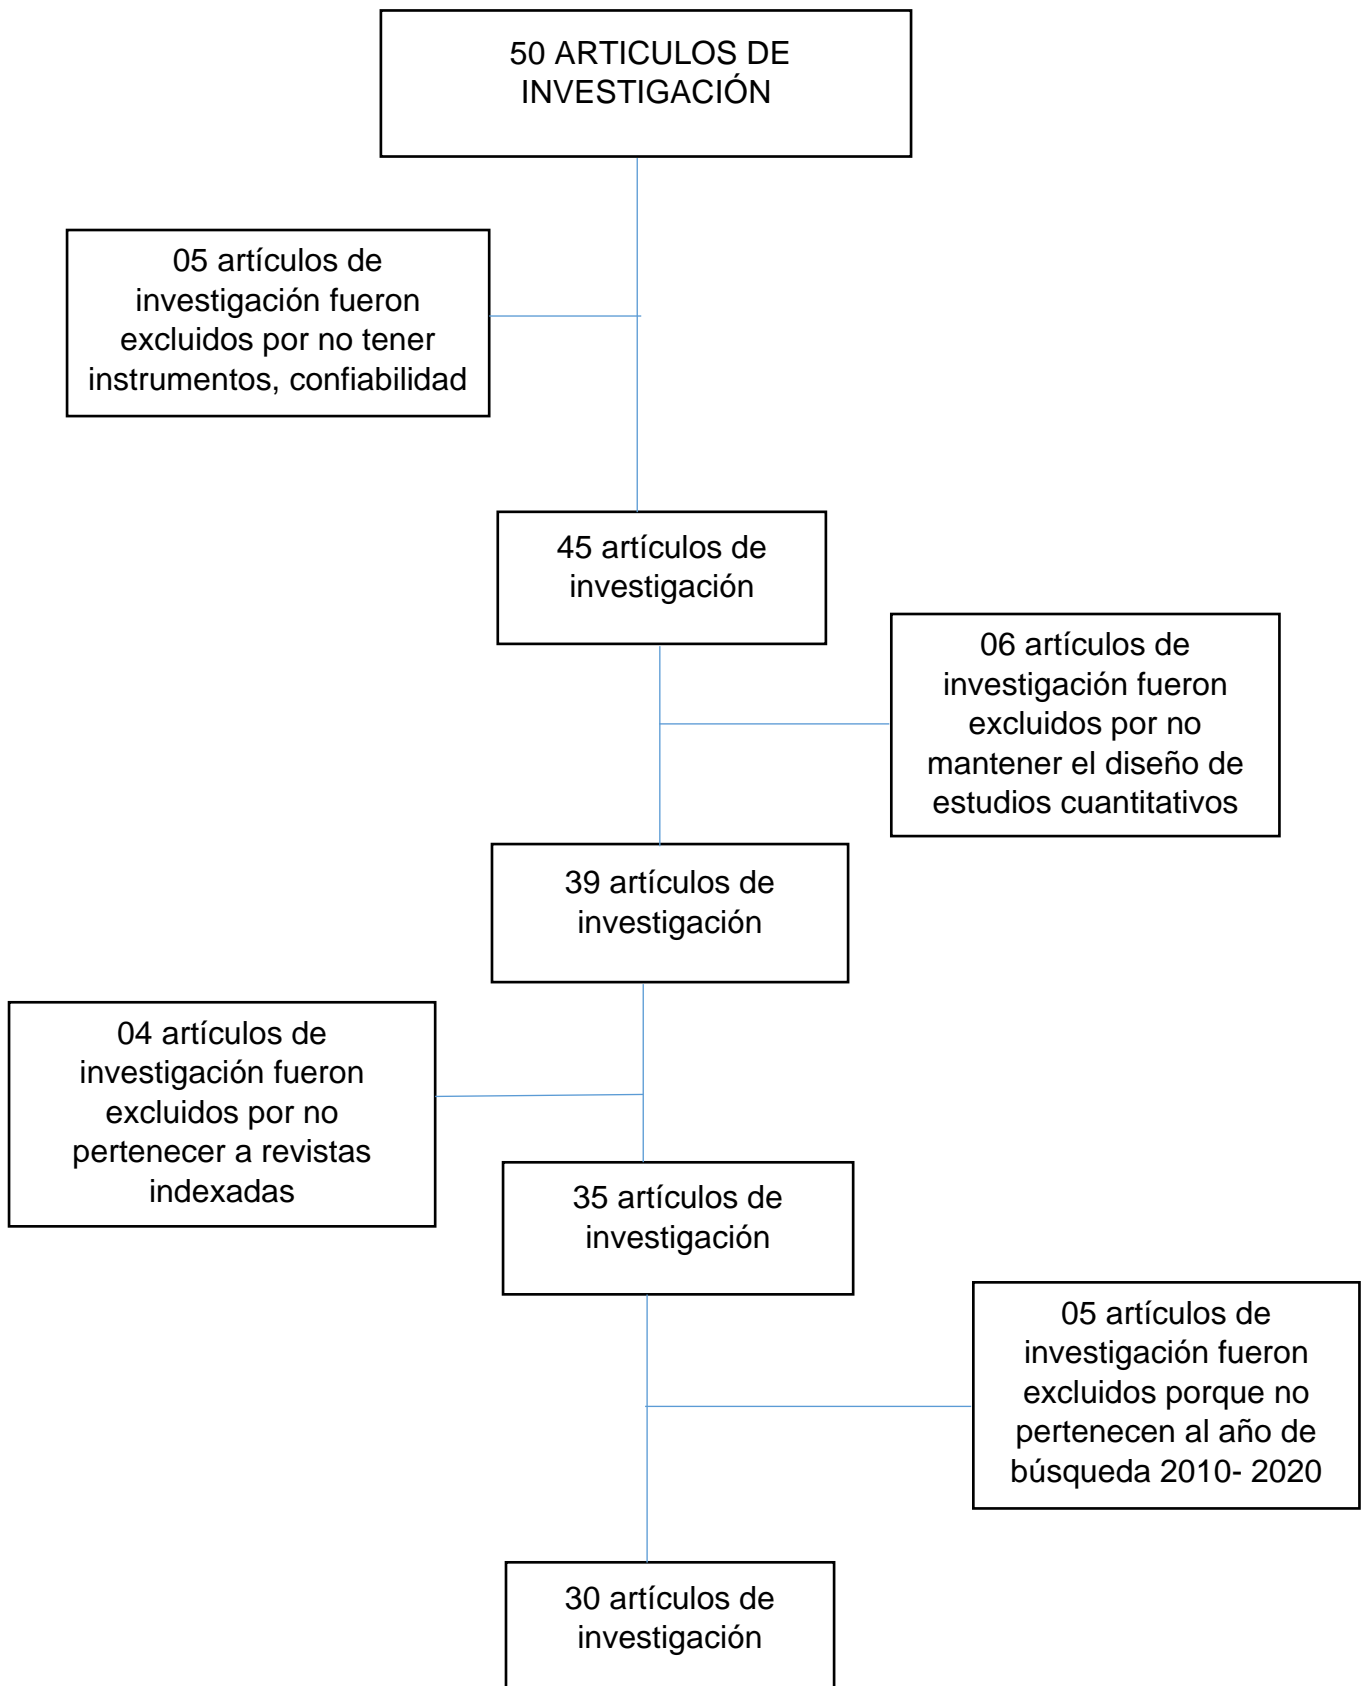 50 ARTICULOS DE
INVESTIGACIÓN
05 artículos de
investigación fueron
excluidos por no tener
instrumentos, confiabilidad
45 artículos de
investigación
06 artículos de
investigación fueron
excluidos por no
mantener el diseño de
estudios cuantitativos
39 artículos de
investigación
04 artículos de
investigación fueron
excluidos por no
pertenecer a revistas
indexadas
35 artículos de
investigación
05 artículos de
investigación fueron
excluidos porque no
pertenecen al año de
búsqueda 2010- 2020
30 artículos de
investigación